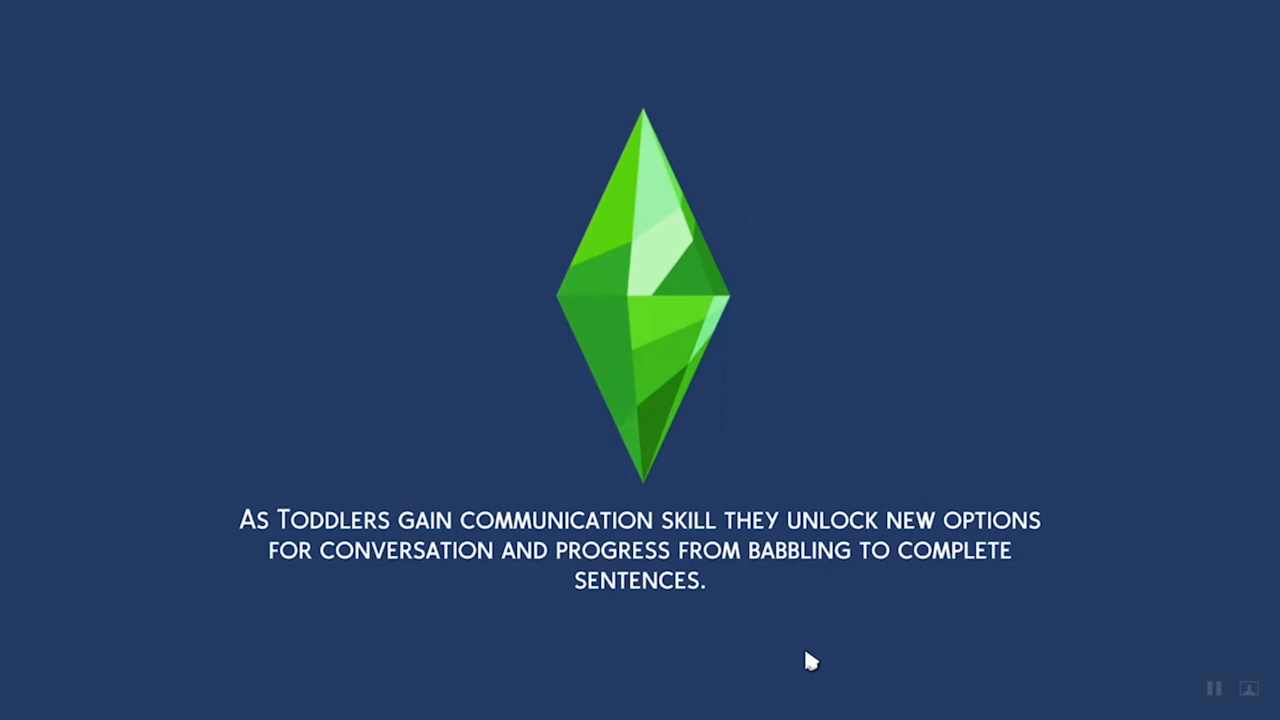 As Toddlers gain communication skill they unlock new options
for conversation and progress from babbling to complete
sentences.